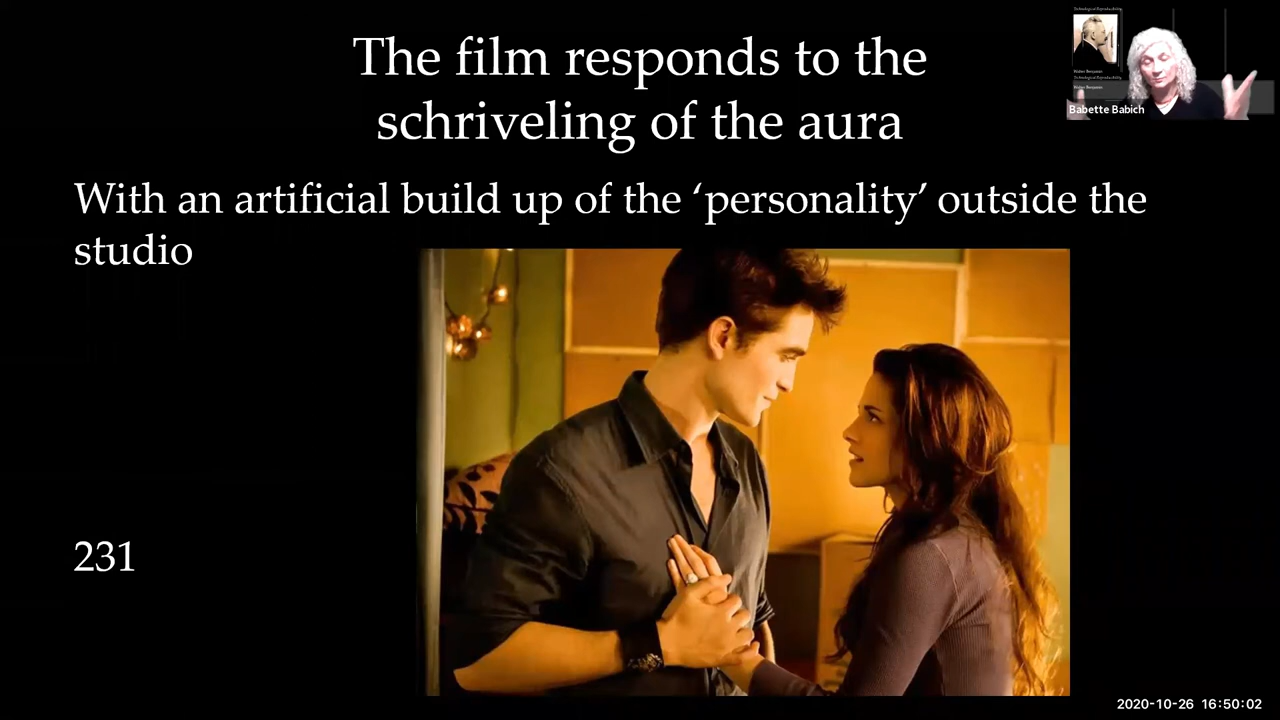 The film responds to the
schriveling of the aura
Babette Babich
With an artificial build up of the ‘personality’ outside the
studio
231
2020-10-26 16:50:02